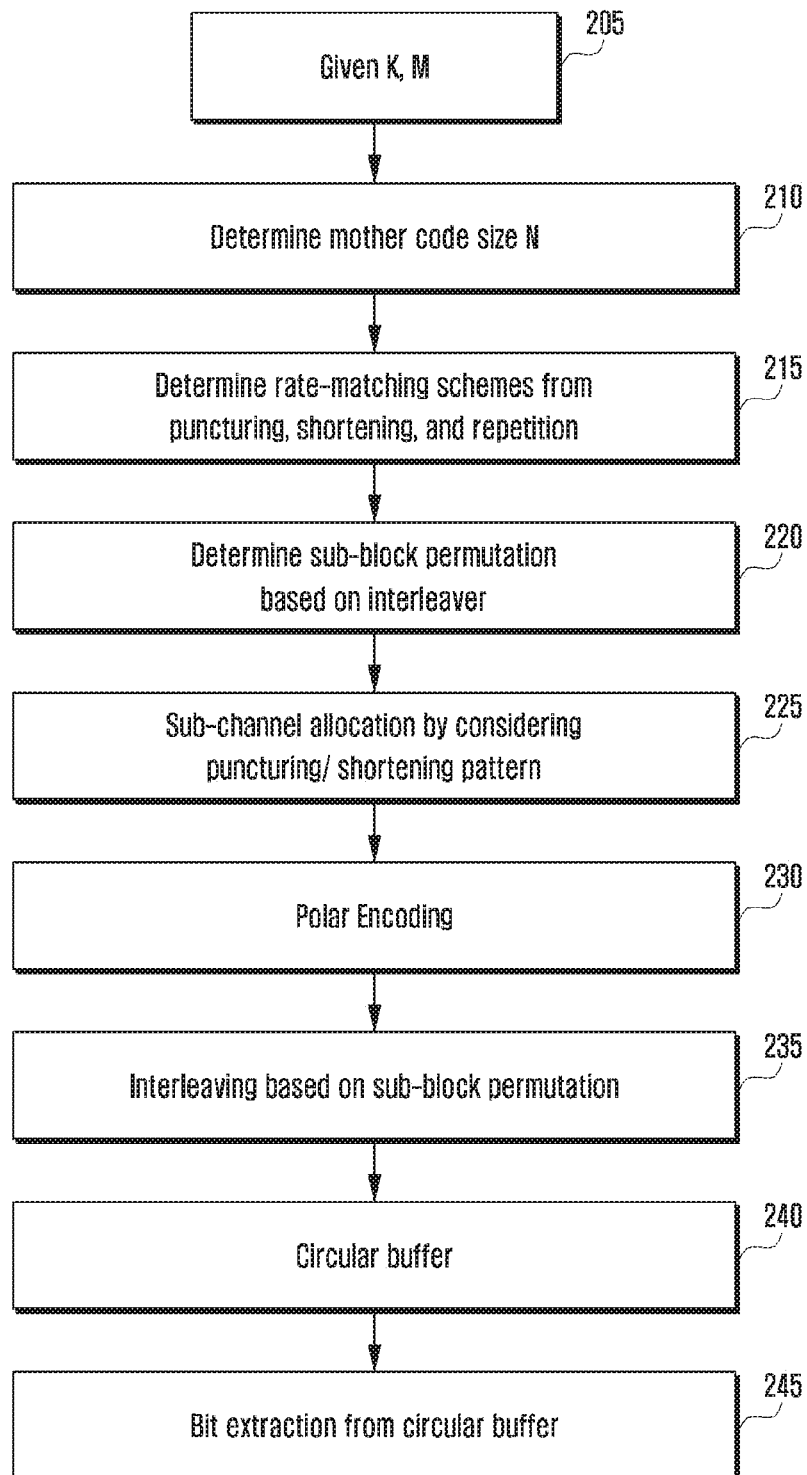 205
Given K, M
210
Determine mother code size N
215
Determine rate-matching schemes from
puncturing, shortening, and repetition
220
Determine sub-block permutation
based on interleaver
225
Sub-channel allocation by considering
puncturing/ shortening pattern
230
Polar Encoding
235
Interleaving based on sub-block permutation
240
Circular buffer
245
Bit extraction from circular buffer